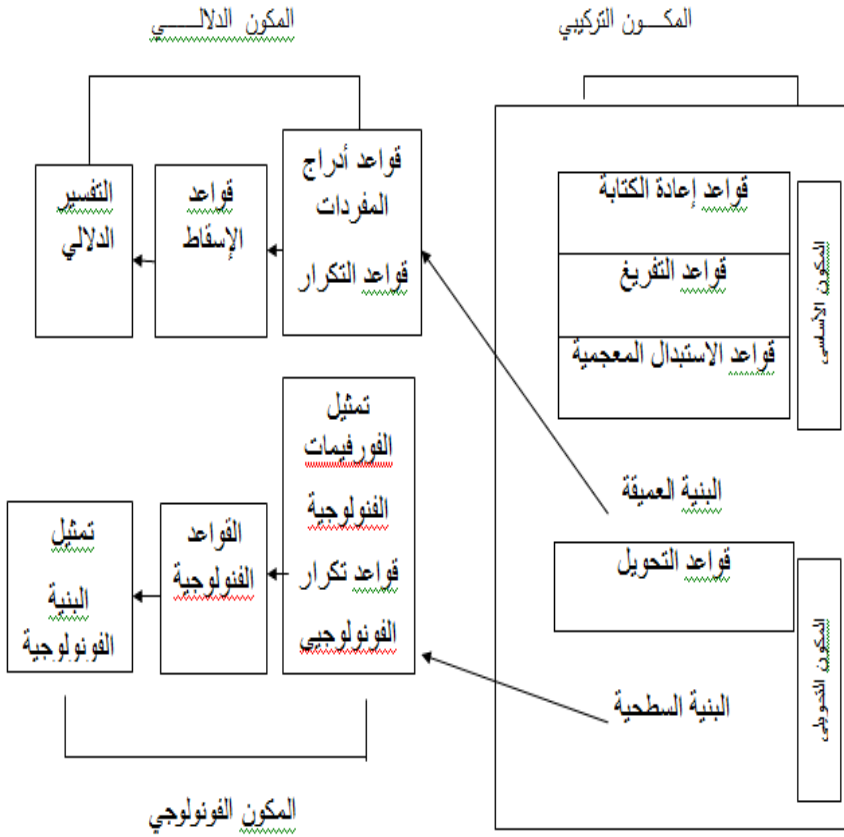 المكـــون التركيبي
المكون الدلالــــــي
قواعد إعادة الكتابة
قواعد التفريغ
قواعد الاستبدال المعجمية
المكون الأساسي
البنية العميقة
قواعد التحويل
البنية السطحية
المكون التحويلي
قواعد أدراج
المفردات
قواعد التكرار
قواعد
الإسقاط
التفسير
الدلالي
تمثيل
الفورفيمات
الفنولوجية
قواعد تكرار
الفونولوجيي
القواعد
الفنولوجية
تمثيل
البنية
الفونولوجية
المكون الفونولوجي